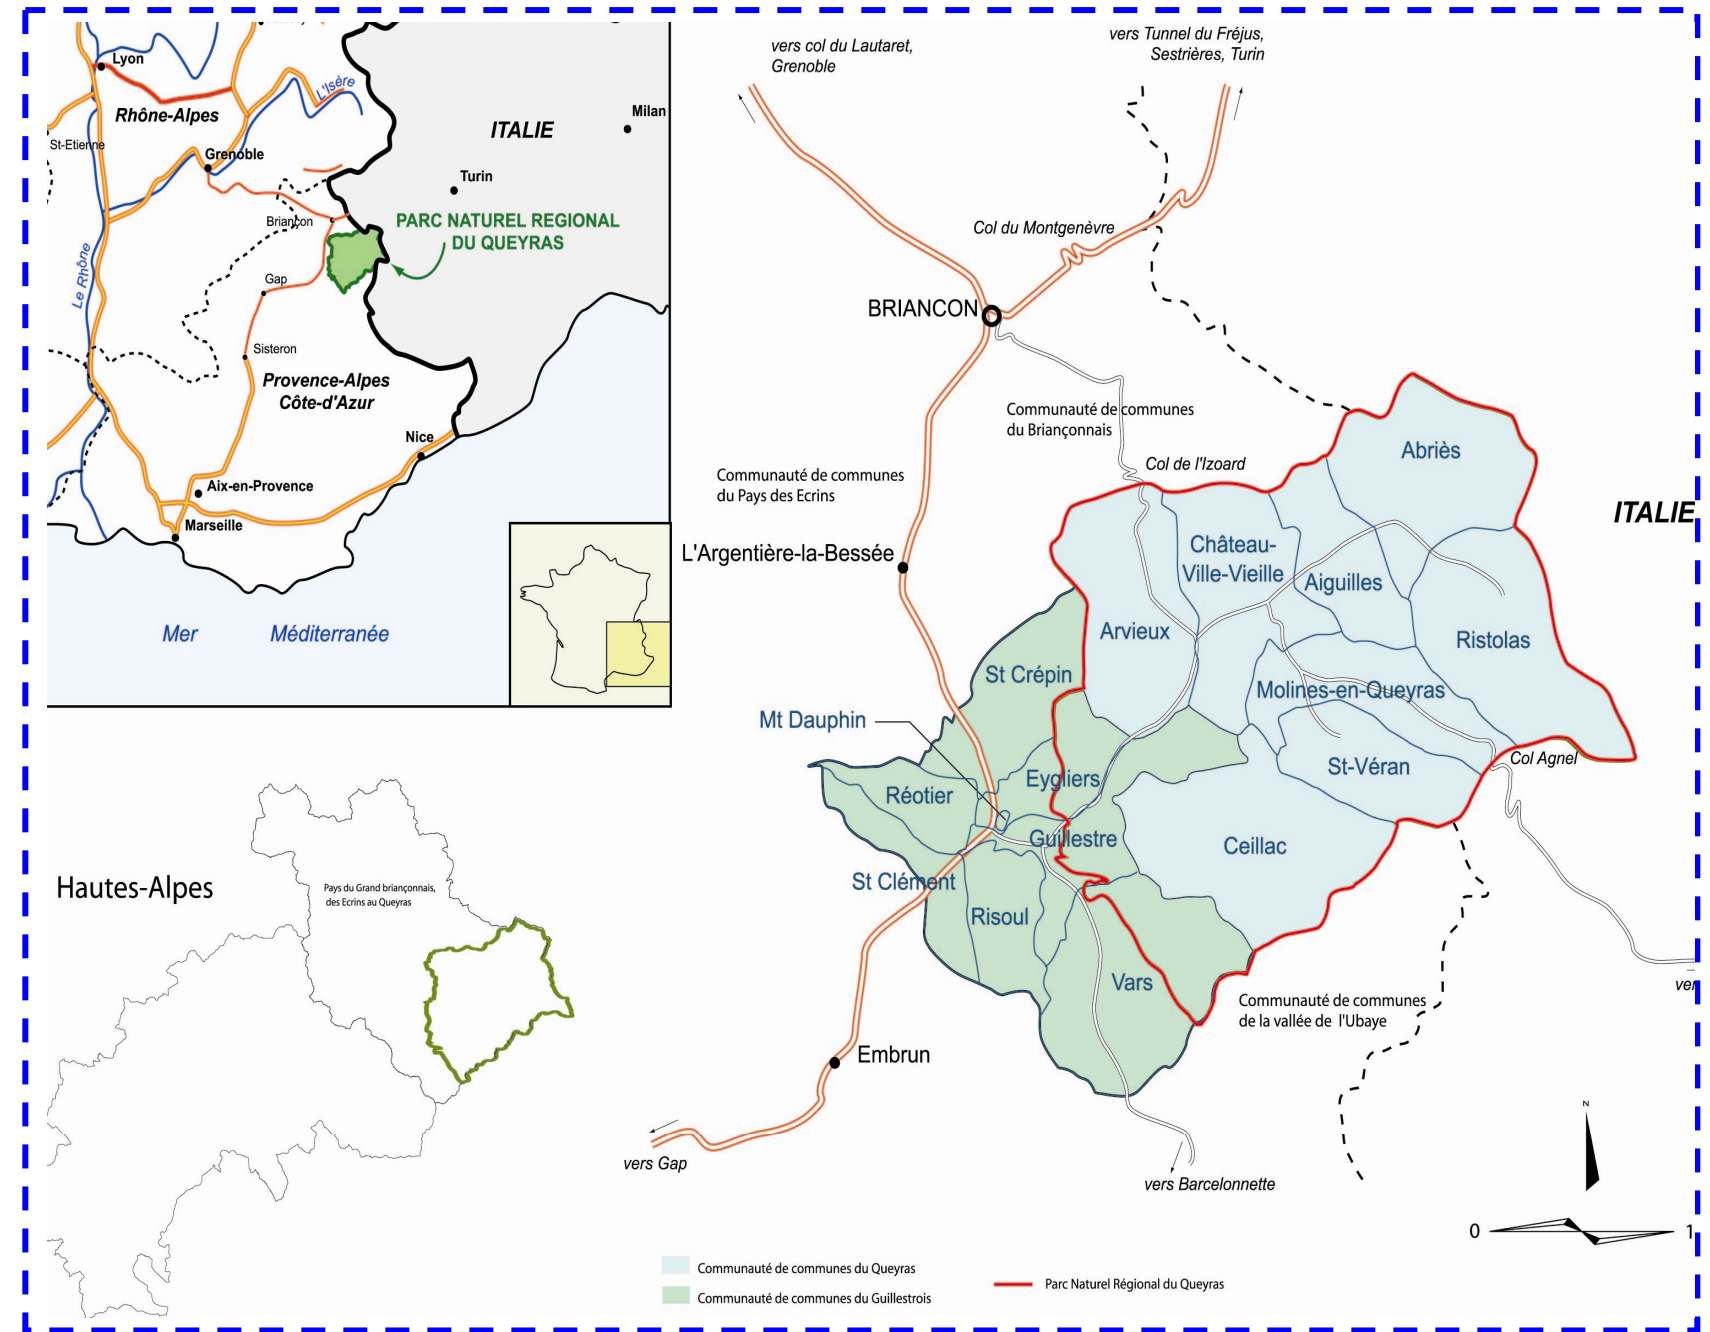 Lyon
L'Isère
Rhône-Alpes
St-Etienne
Grenoble
ITALIE
Milan
Turin
Briançon
PARC NATUREL REGIONAL
DU QUEYRAS
Le Rhône
Gap
Sisteron
Provence-Alpes
Côte-d'Azur
Nice
Aix-en-Provence
Marseille
Mer Méditerranée
vers col du Lautaret,
Grenoble
vers Tunnel du Fréjus,
Sestrières, Turin
Col du Montgenèvre
BRIANCON
Communauté de communes
du Briançonnais
Col de l'Izoard
Communauté de communes
du Pays des Ecrins
L'Argentière-la-Bessée
ITALIE
Abriès
Château-
Ville-Vieille
Aiguilles
Arvieux
Ristolas
St Crépin
Molines-en-Queyras
Mt Dauphin
St-Véran
Col Agnel
Eygliers
Réotier
Guillestre
Ceillac
St Clément
Risoul
Vars
Communauté de communes
de la vallée de l'Ubaye
ver
Embrun
vers Gap
vers Barcelonnette
Hautes-Alpes
Pays du Grand briançonnais,
des Ecrins au Queyras
N
0 1
Communauté de communes du Queyras
Communauté de communes du Guillestrois
Parc Naturel Régional du Queyras